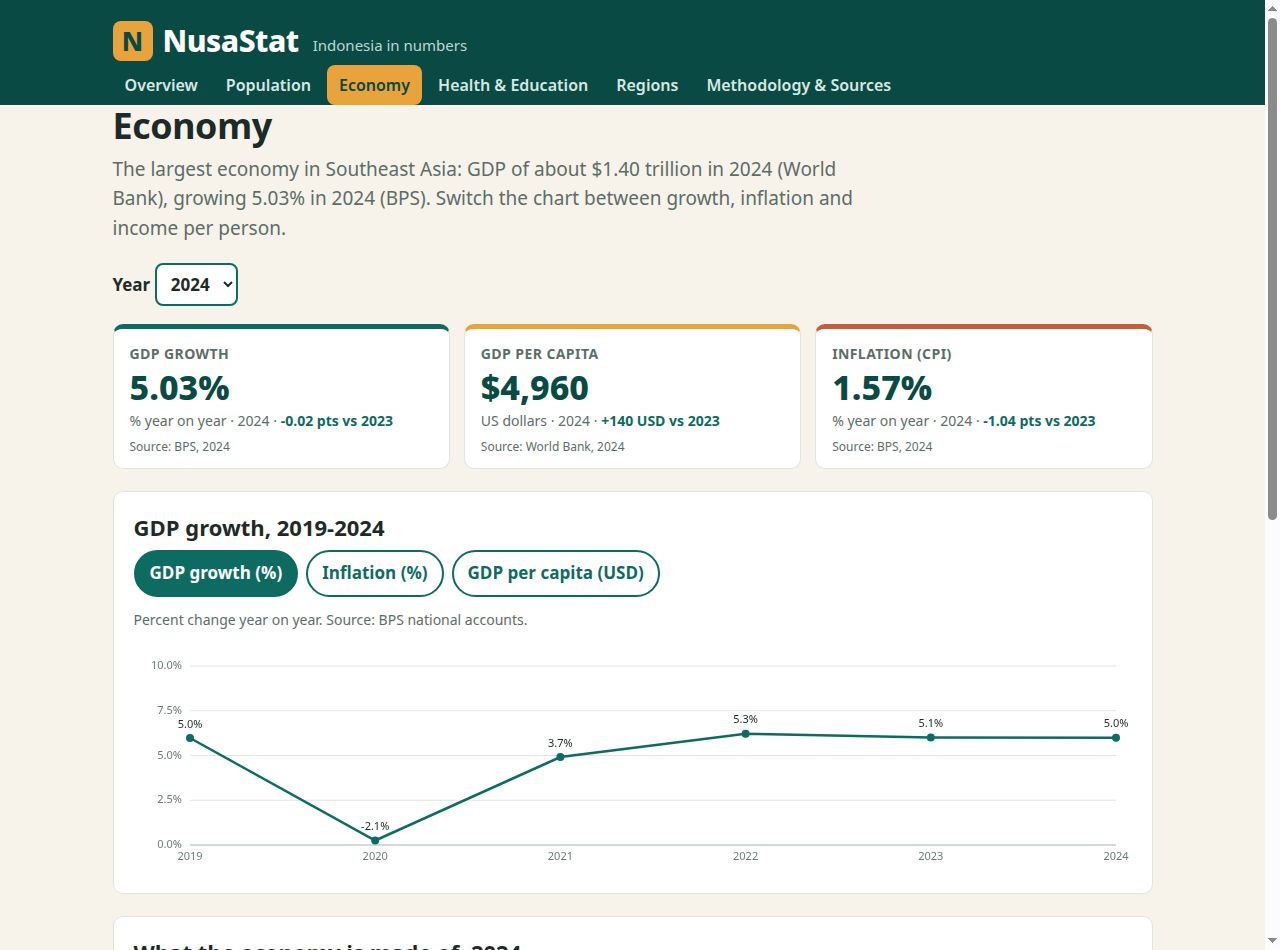 N NusaStat Indonesia in numbers
Overview Population Economy Health & Education Regions Methodology & Sources
Economy
The largest economy in Southeast Asia: GDP of about $1.40 trillion in 2024 (World
Bank), growing 5.03% in 2024 (BPS). Switch the chart between growth, inflation and
income per person.
Year 2024
GDP GROWTH
5.03%
% year on year · 2024 · -0.02 pts vs 2023
Source: BPS, 2024
GDP PER CAPITA
$4,960
US dollars · 2024 · +140 USD vs 2023
Source: World Bank, 2024
INFLATION (CPI)
1.57%
% year on year · 2024 · -1.04 pts vs 2023
Source: BPS, 2024
GDP growth, 2019-2024
GDP growth (%) Inflation (%) GDP per capita (USD)
Percent change year on year. Source: BPS national accounts.
10.0%
7.5%
5.0%
2.5%
0.0%
5.0% -2.1% 3.7% 5.3% 5.1% 5.0%
2019 2020 2021 2022 2023 2024
What the economy is made of, 2024